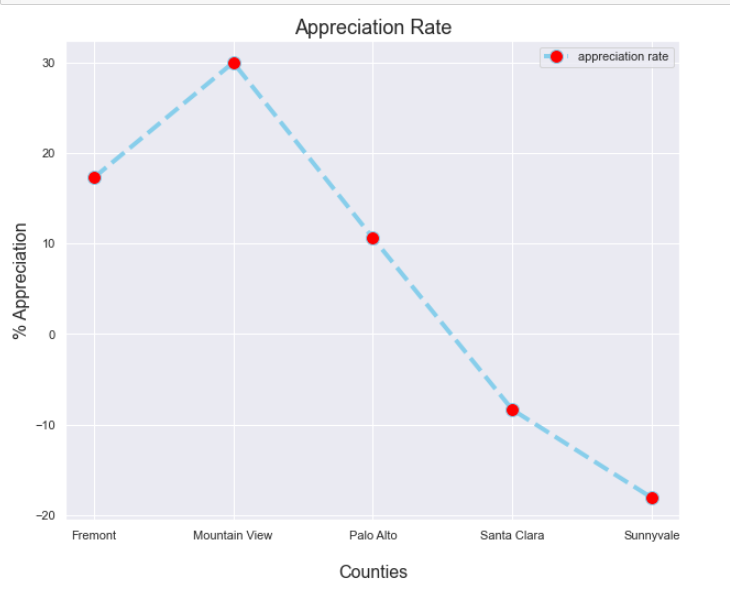 Appreciation Rate
appreciation rate
30
20
10
0
−10
−20
% Appreciation
Fremont Mountain View Palo Alto Santa Clara Sunnyvale
Counties